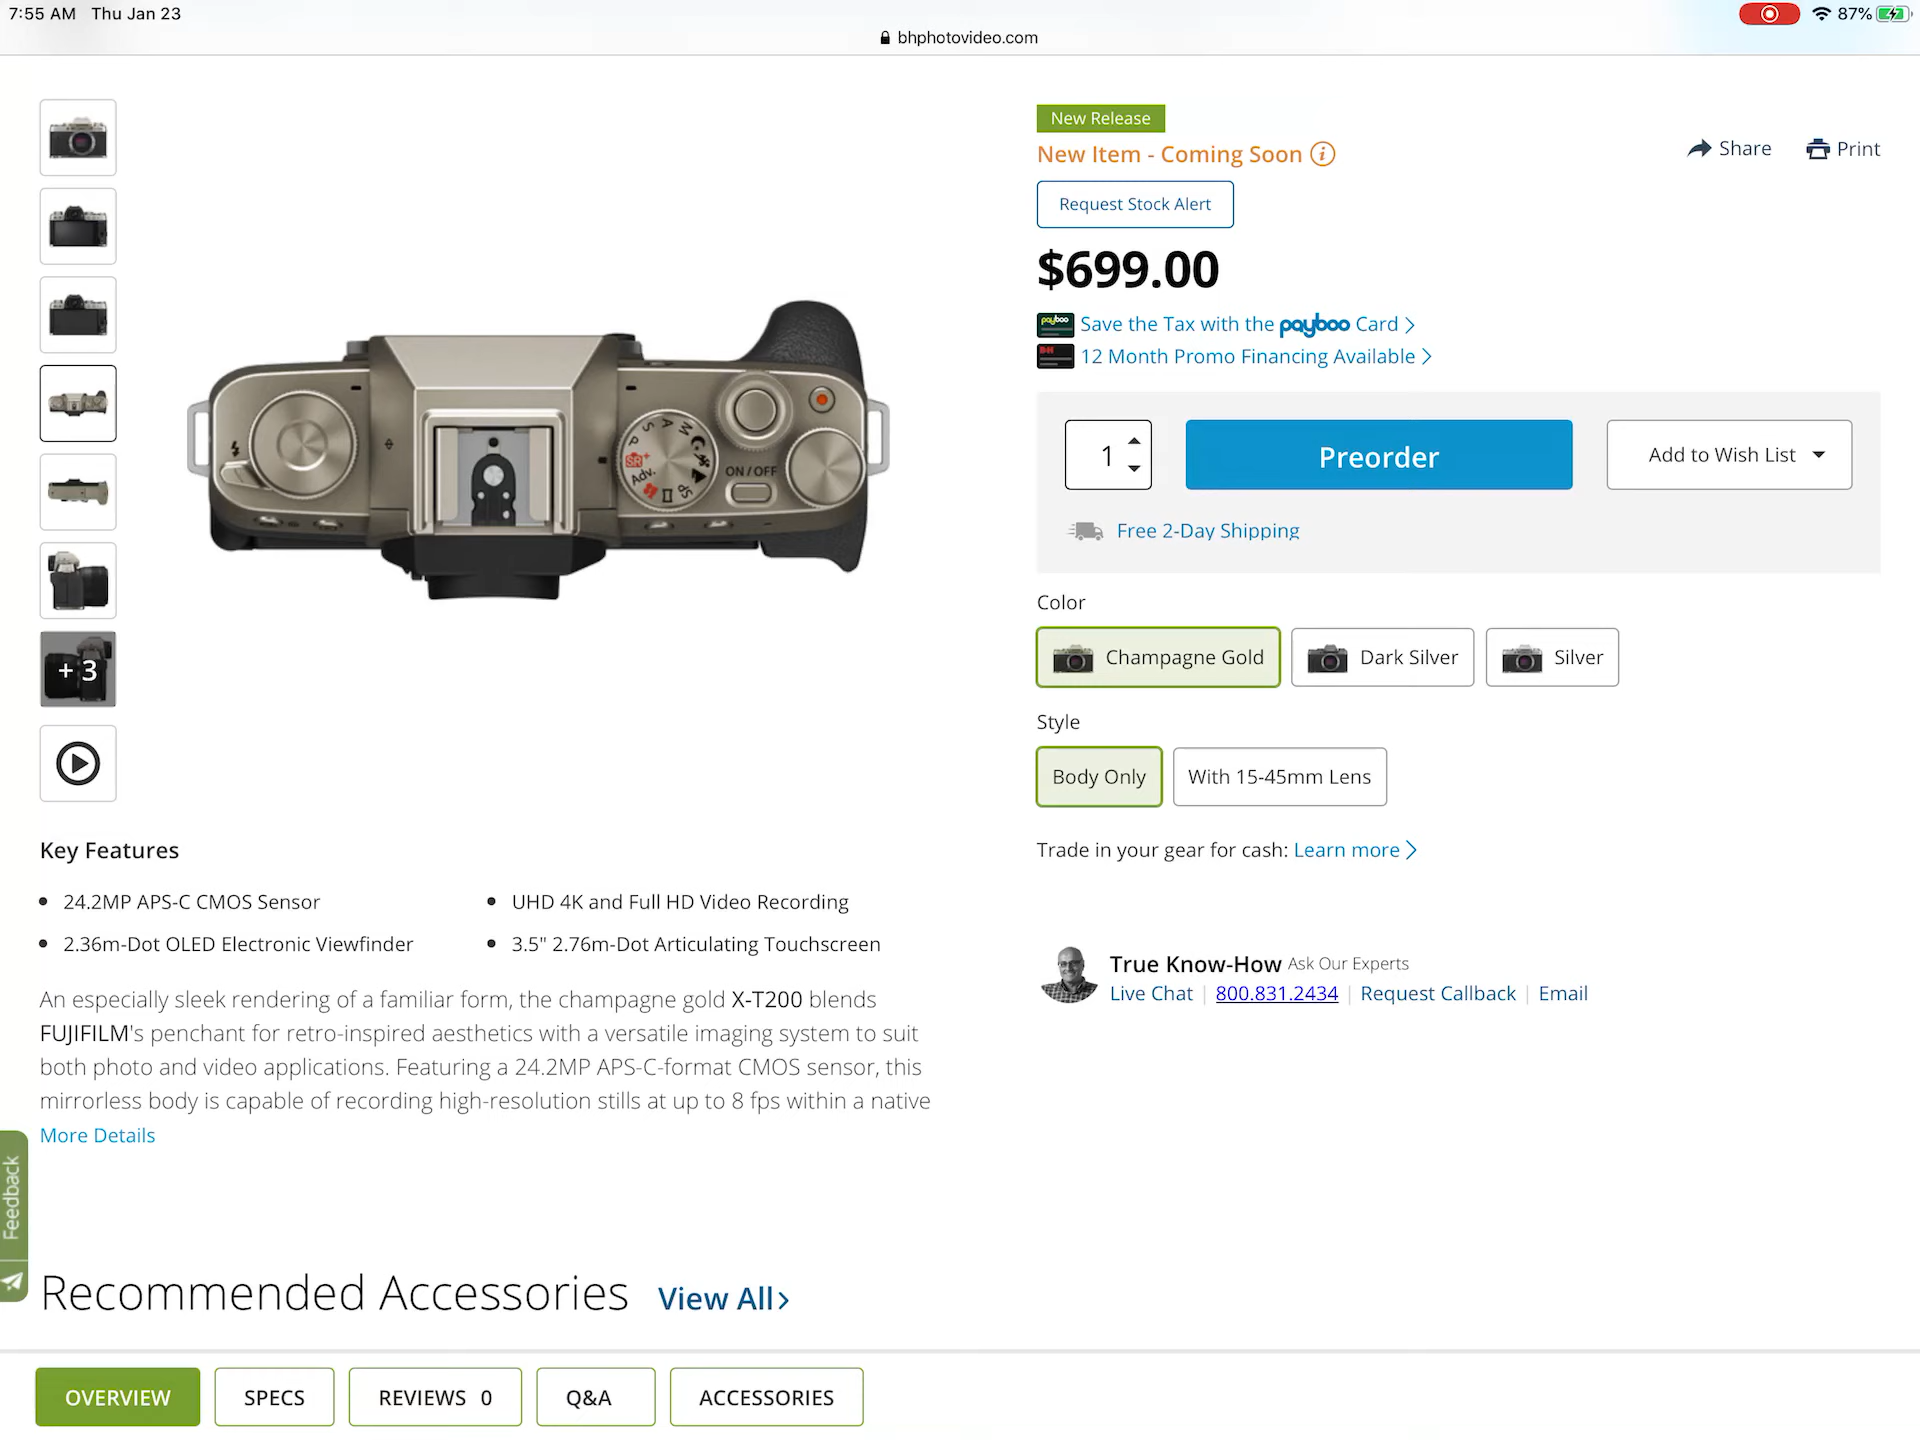 7:55 AM Thu Jan 23
87%
bhphotovideo.com
New Release
New Item - Coming Soon
Share
Print
Request Stock Alert
$699.00
payboo Save the Tax with the payboo Card
BH 12 Month Promo Financing Available
1
Preorder
Add to Wish List
Free 2-Day Shipping
ON / OFF
M
A
S
P
SR+
Adv.
SP
+ 3
Color
Champagne Gold
Dark Silver
Silver
Style
Body Only
With 15-45mm Lens
Trade in your gear for cash: Learn more
Key Features
24.2MP APS-C CMOS Sensor
UHD 4K and Full HD Video Recording
2.36m-Dot OLED Electronic Viewfinder
3.5" 2.76m-Dot Articulating Touchscreen
True Know-How Ask Our Experts
Live Chat | 800.831.2434 | Request Callback | Email
An especially sleek rendering of a familiar form, the champagne gold X-T200 blends
FUJIFILM's penchant for retro-inspired aesthetics with a versatile imaging system to suit
both photo and video applications. Featuring a 24.2MP APS-C-format CMOS sensor, this
mirrorless body is capable of recording high-resolution stills at up to 8 fps within a native
More Details
Feedback
Recommended Accessories View All
OVERVIEW
SPECS
REVIEWS 0
Q&A
ACCESSORIES